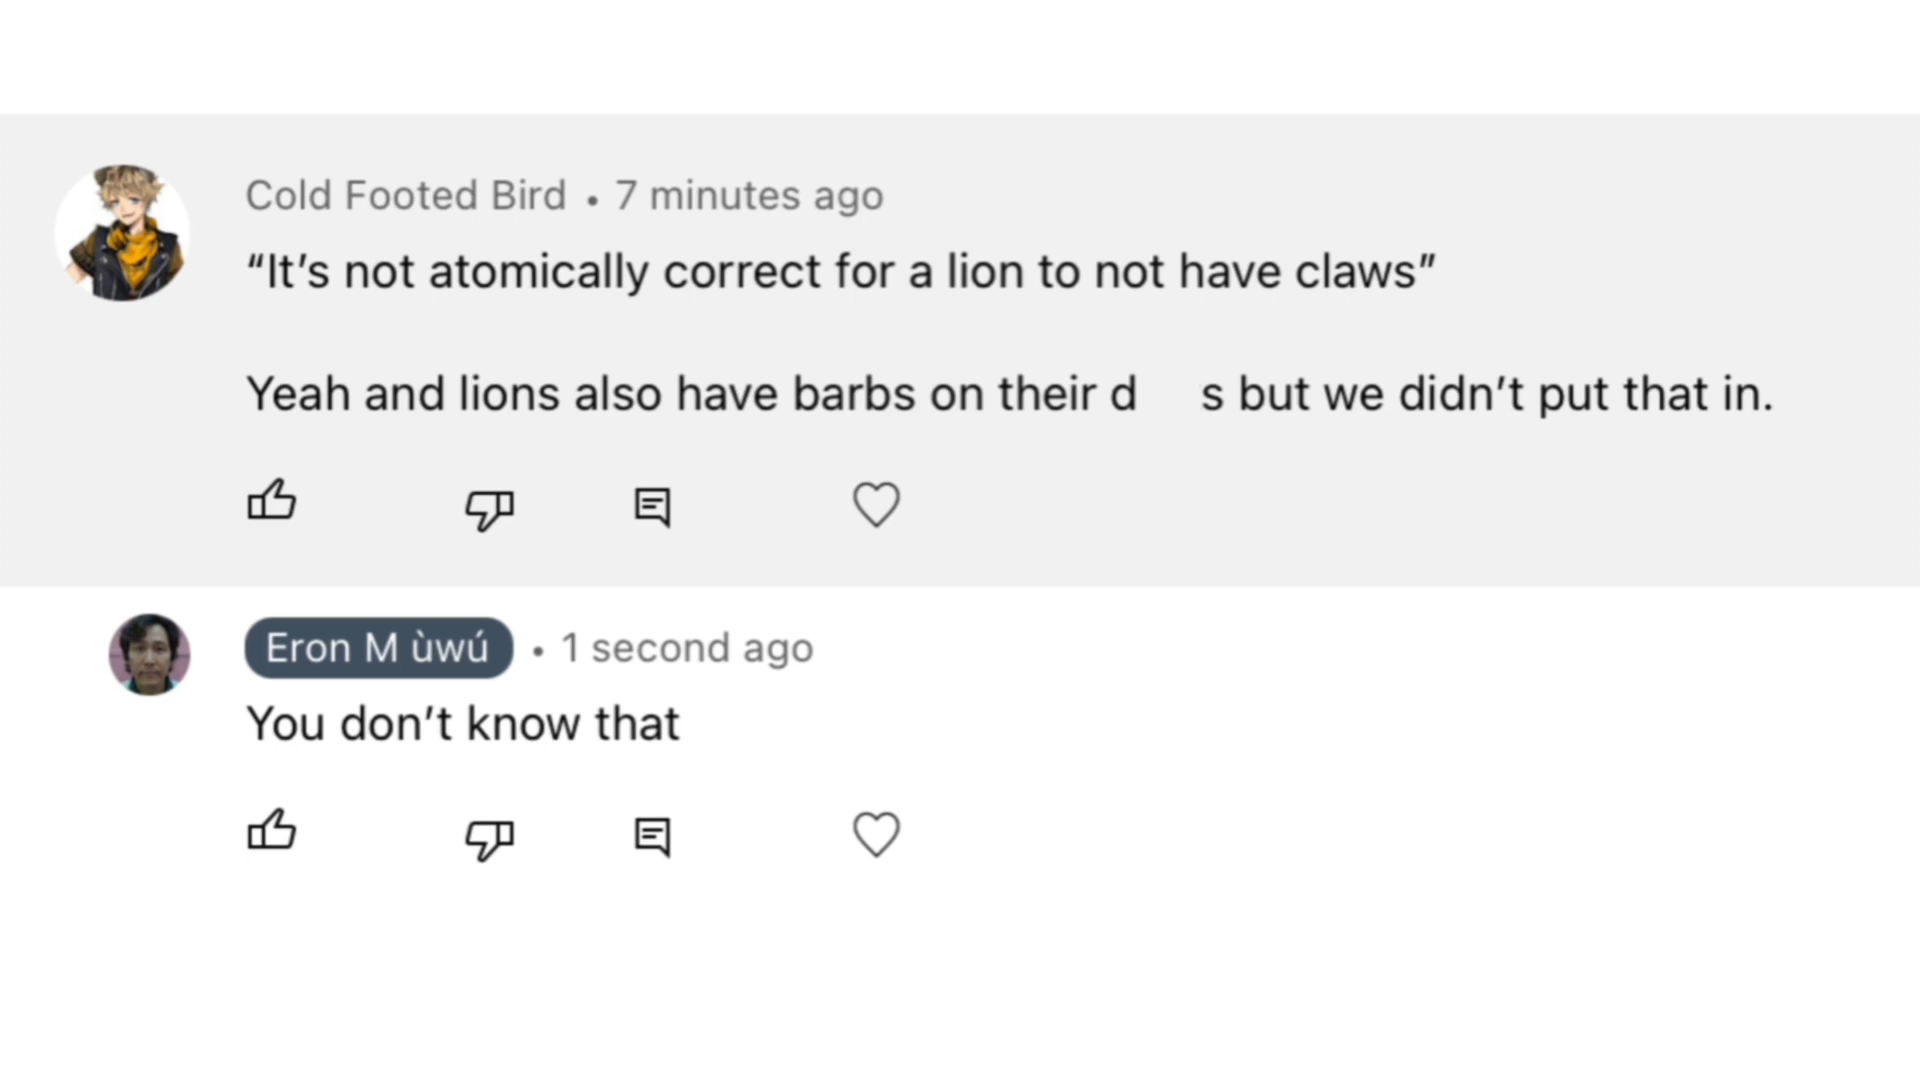 Cold Footed Bird • 7 minutes ago
“It’s not atomically correct for a lion to not have claws”
Yeah and lions also have barbs on their d s but we didn’t put that in.
Eron M ùwú • 1 second ago
You don’t know that